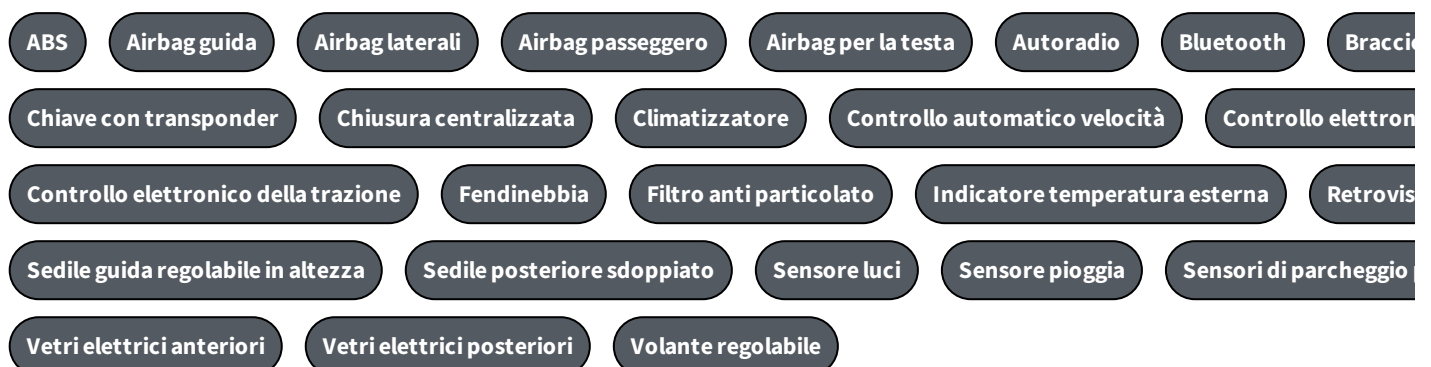 ABS Airbag guida Airbag laterali Airbag passeggero Airbag per la testa Autoradio Bluetooth
Chiave con transponder Chiusura centralizzata Climatizzatore Controllo automatico velocità Controllo
Controllo elettronico della trazione Fendinebbia Filtro anti particolato Indicatore temperatura esterna
Sedile guida regolabile in altezza Sedile posteriore sdoppiato Sensore luci Sensore pioggia Sensori di parcheggio
Vetri elettrici anteriori Vetri elettrici posteriori Volante regolabile